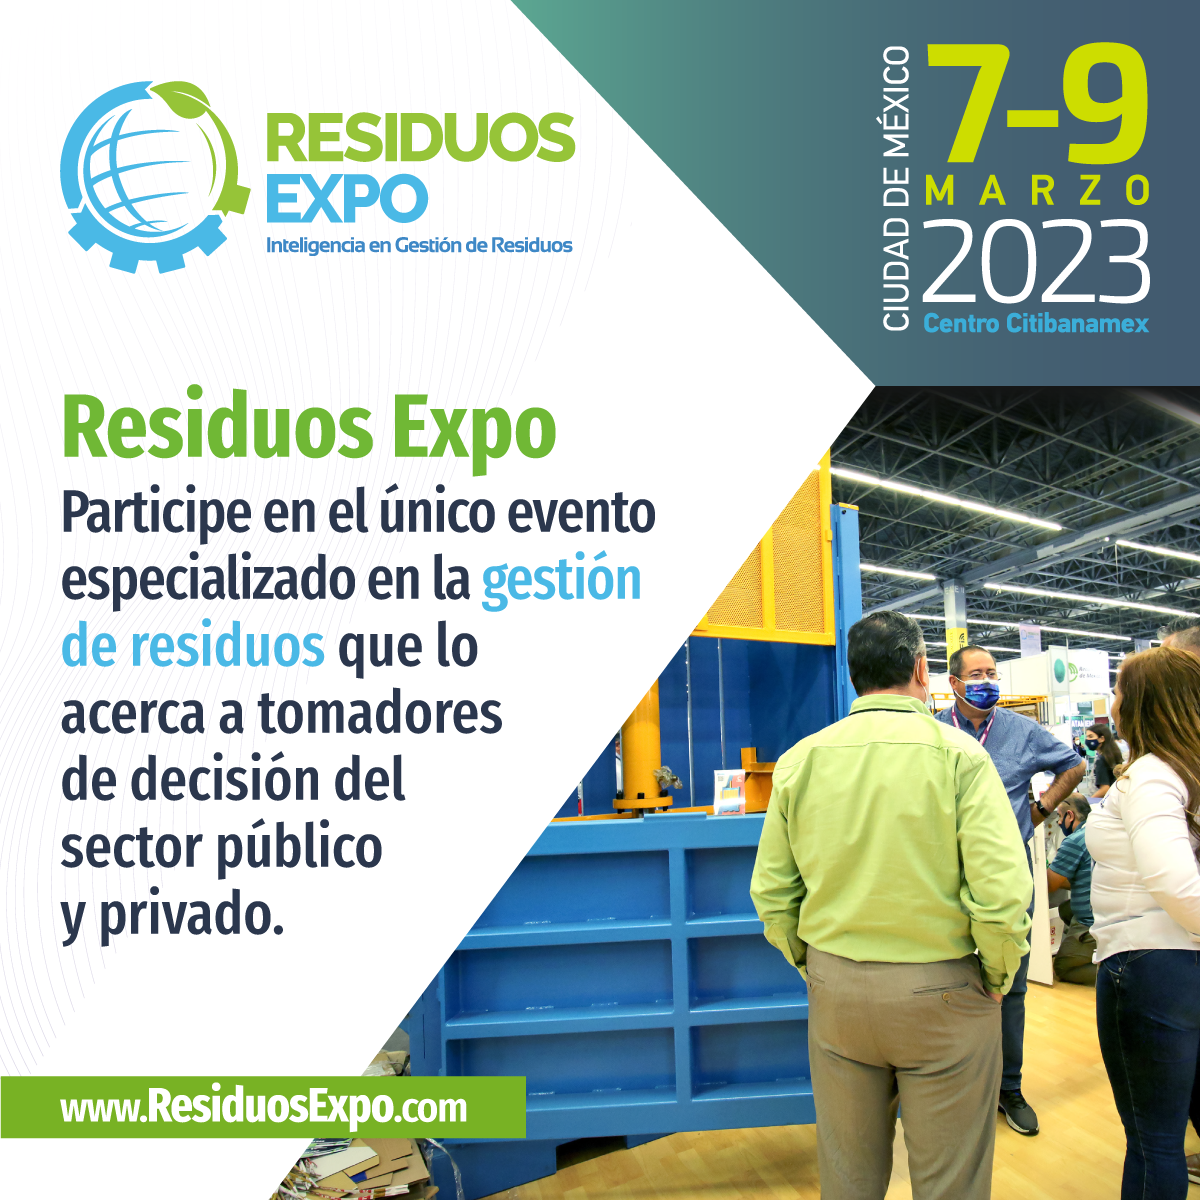 RESIDUOS
EXPO
Inteligencia en Gestión de Residuos
CIUDAD DE MÉXICO
7-9
MARZO
2023
Centro Citibanamex
Residuos Expo
Participe en el único evento
especializado en la gestión
de residuos que lo
acerca a tomadores
de decisión del
sector público
y privado.
www.ResiduosExpo.com